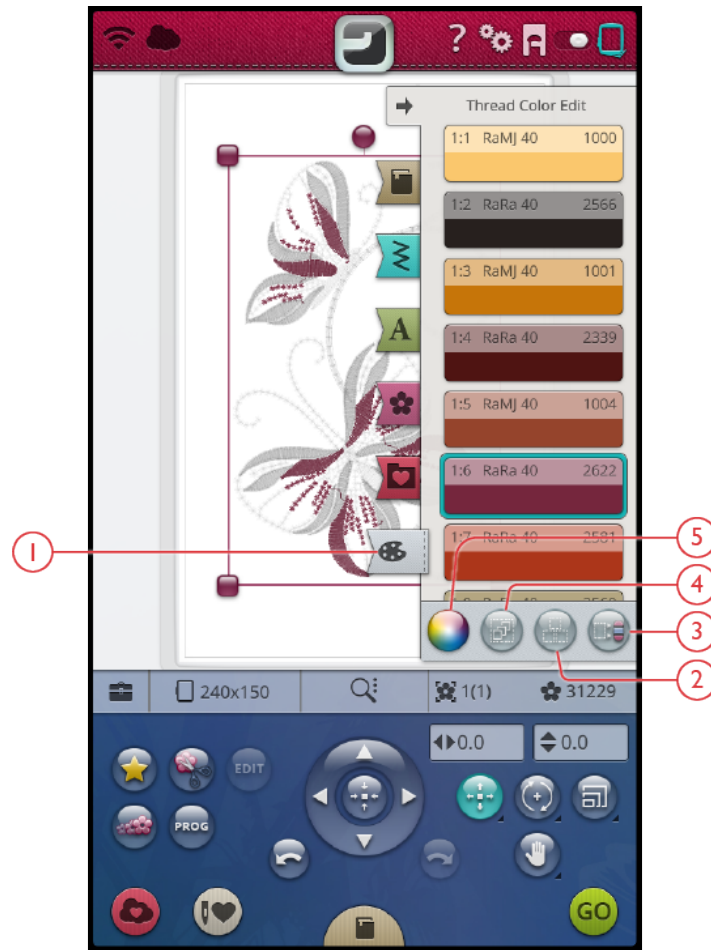 ?
Thread Color Edit
1:1 RaMJ 40 1000
1:2 RaRa 40 2566
1:3 RaMJ 40 1001
A
1:4 RaRa 40 2339
1:5 RaMJ 40 1004
1:6 RaRa 40 2622
1:7 RaRa 40 2581
5
1
4
3
2
240x150
1(1)
31229
0.0
0.0
EDIT
PROG
GO